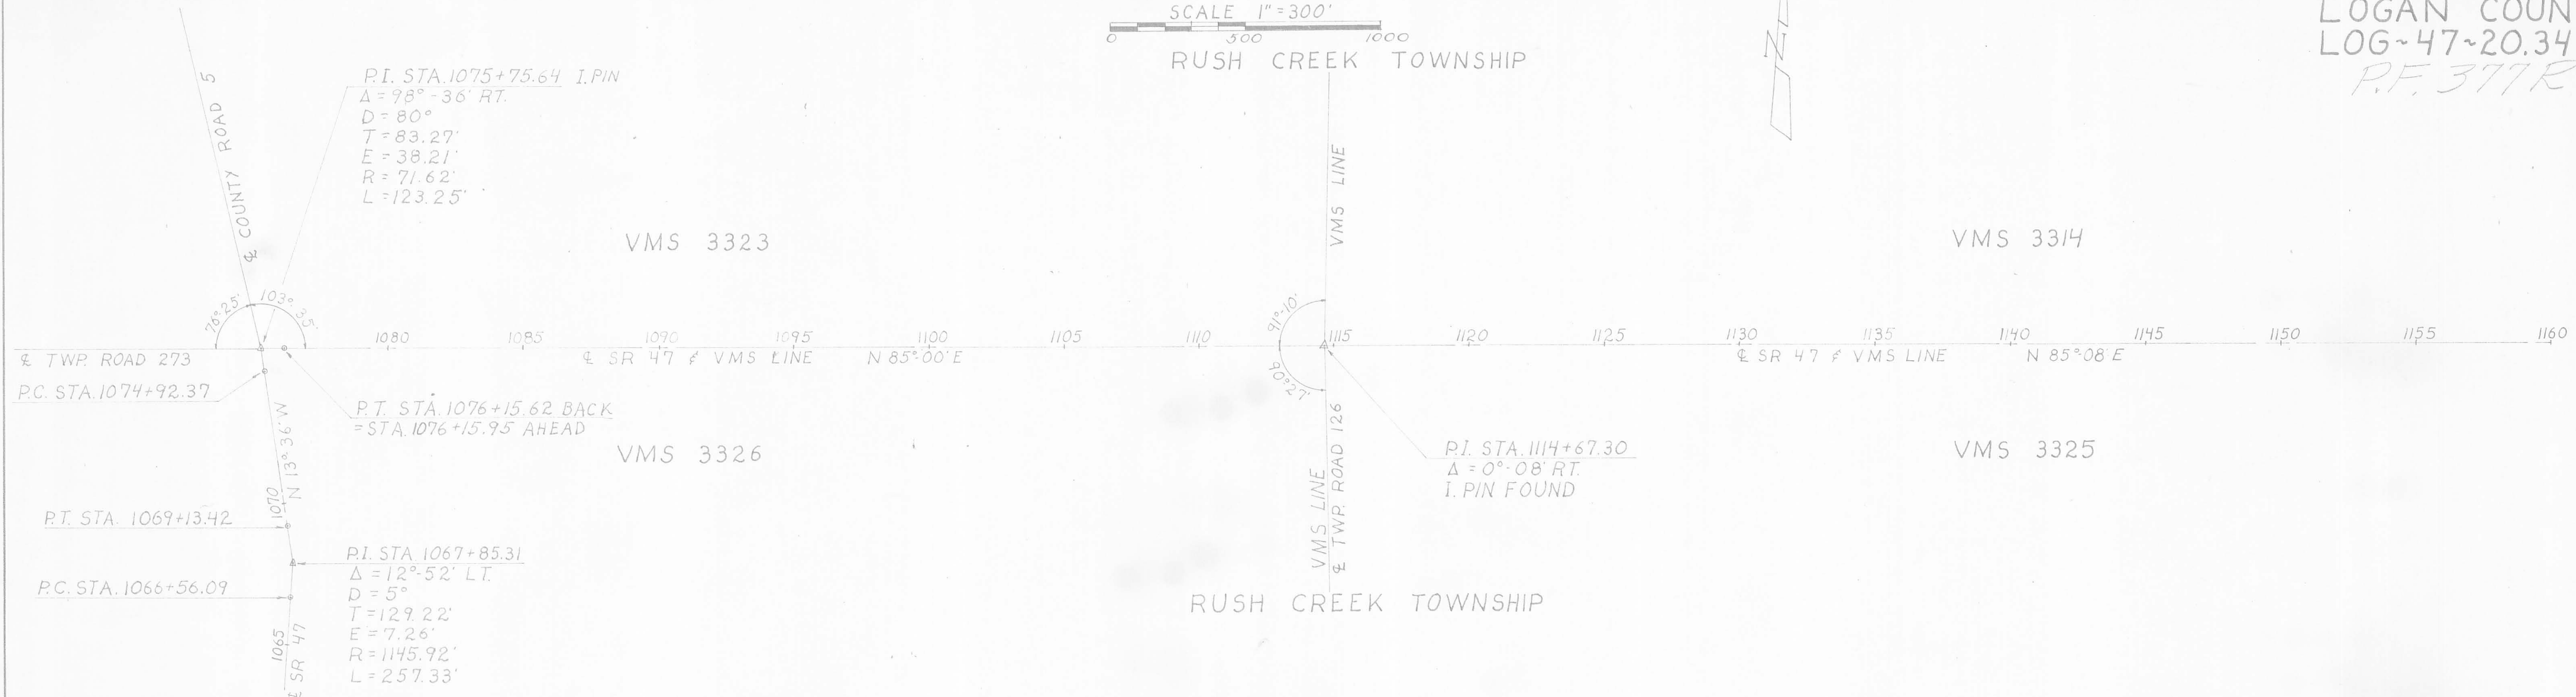 SCALE 1"=300'
0 500 1000
RUSH CREEK TOWNSHIP
N
LOGAN COUN
LOG~47~20.34
P.F. 377R
℄ COUNTY ROAD 5
P.I. STA. 1075+75.64 I.PIN
Δ = 98°-36' RT.
D = 80°
T = 83.27'
E = 38.21'
R = 71.62'
L = 123.25'
VMS 3323
VMS LINE
VMS 3314
76°-25' 103°-35'
91°-10'
1080 1085 1090 1095 1100 1105 1110 1115 1120 1125 1130 1135 1140 1145 1150 1155 1160
℄ TWP. ROAD 273
℄ SR 47 & VMS LINE N 85°-00' E
℄ SR 47 & VMS LINE N 85°-08' E
90°-27'
P.C. STA. 1074+92.37
P.T. STA. 1076+15.62 BACK
= STA. 1076+15.95 AHEAD
N 13° 36' W
VMS 3326
VMS LINE
℄ TWP. ROAD 126
P.I. STA. 1114+67.30
Δ = 0°-08' RT.
I. PIN FOUND
VMS 3325
1070
P.T. STA. 1069+13.42
P.I. STA 1067+85.31
Δ = 12°-52' LT.
D = 5°
T = 129.22'
E = 7.26'
R = 1145.92'
L = 257.33'
P.C. STA. 1066+56.09
1065
℄ SR 47
RUSH CREEK TOWNSHIP